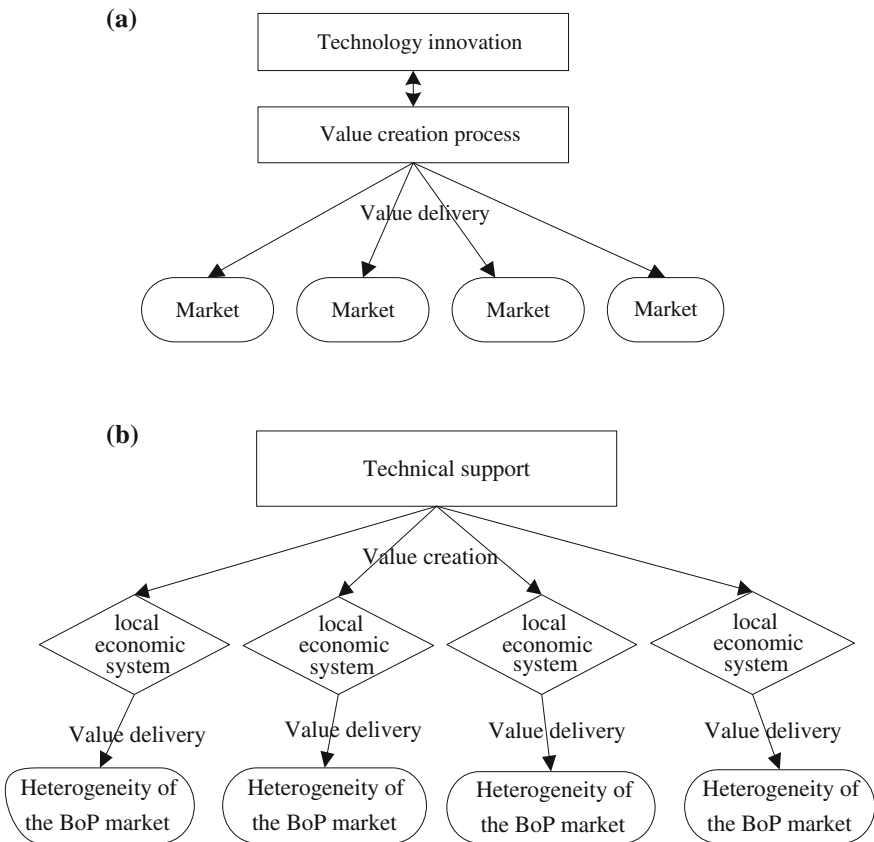 (a)
Technology innovation
Value creation process
Value delivery
Market
Market
Market
Market
(b)
Technical support
Value creation
local
economic
system
local
economic
system
local
economic
system
local
economic
system
Value delivery
Value delivery
Value delivery
Value delivery
Heterogeneity of
the BoP market
Heterogeneity of
the BoP market
Heterogeneity of
the BoP market
Heterogeneity of
the BoP market